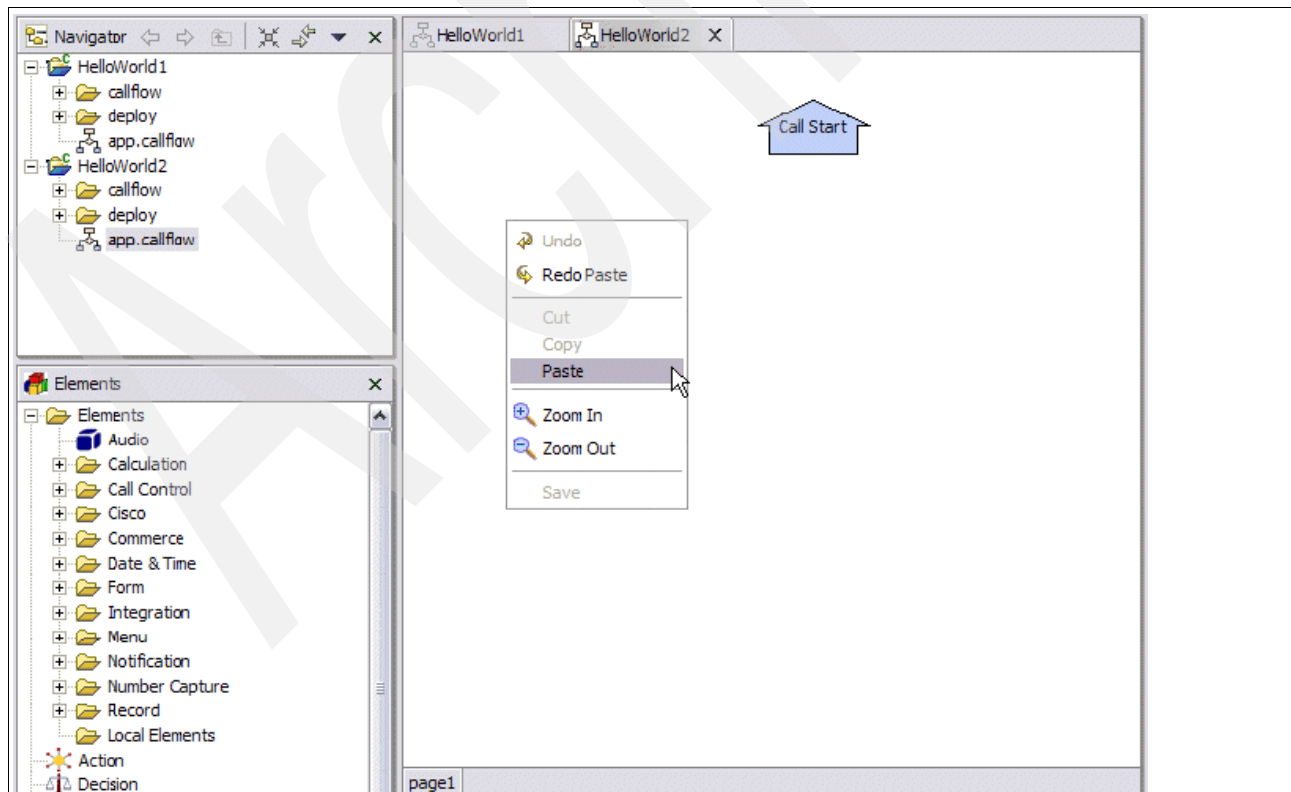 Navigator
HelloWorld1
callflow
deploy
app.callflow
HelloWorld2
callflow
deploy
app.callflow
Elements
Elements
Audio
Calculation
Call Control
Cisco
Commerce
Date & Time
Form
Integration
Menu
Notification
Number Capture
Record
Local Elements
Action
Decision
HelloWorld1
HelloWorld2
Call Start
Undo
Redo Paste
Cut
Copy
Paste
Zoom In
Zoom Out
Save
page1